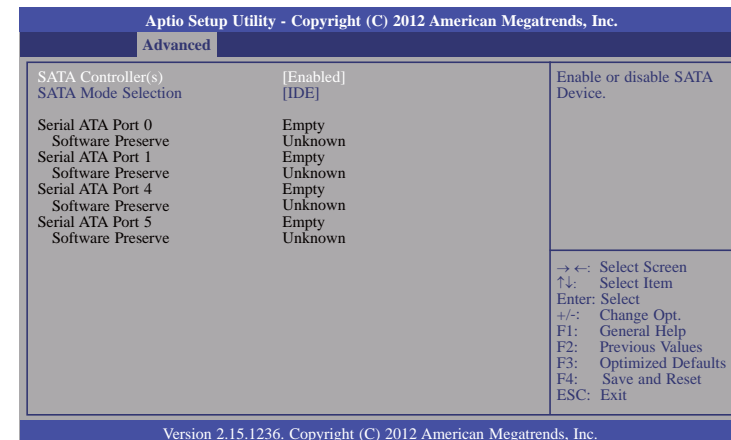 Aptio Setup Utility - Copyright (C) 2012 American Megatrends, Inc.
Advanced
SATA Controller(s) [Enabled]
SATA Mode Selection [IDE]
Serial ATA Port 0 Empty
Software Preserve Unknown
Serial ATA Port 1 Empty
Software Preserve Unknown
Serial ATA Port 4 Empty
Software Preserve Unknown
Serial ATA Port 5 Empty
Software Preserve Unknown
Enable or disable SATA
Device.
→ ←: Select Screen
↑↓: Select Item
Enter: Select
+/-: Change Opt.
F1: General Help
F2: Previous Values
F3: Optimized Defaults
F4: Save and Reset
ESC: Exit
Version 2.15.1236. Copyright (C) 2012 American Megatrends, Inc.